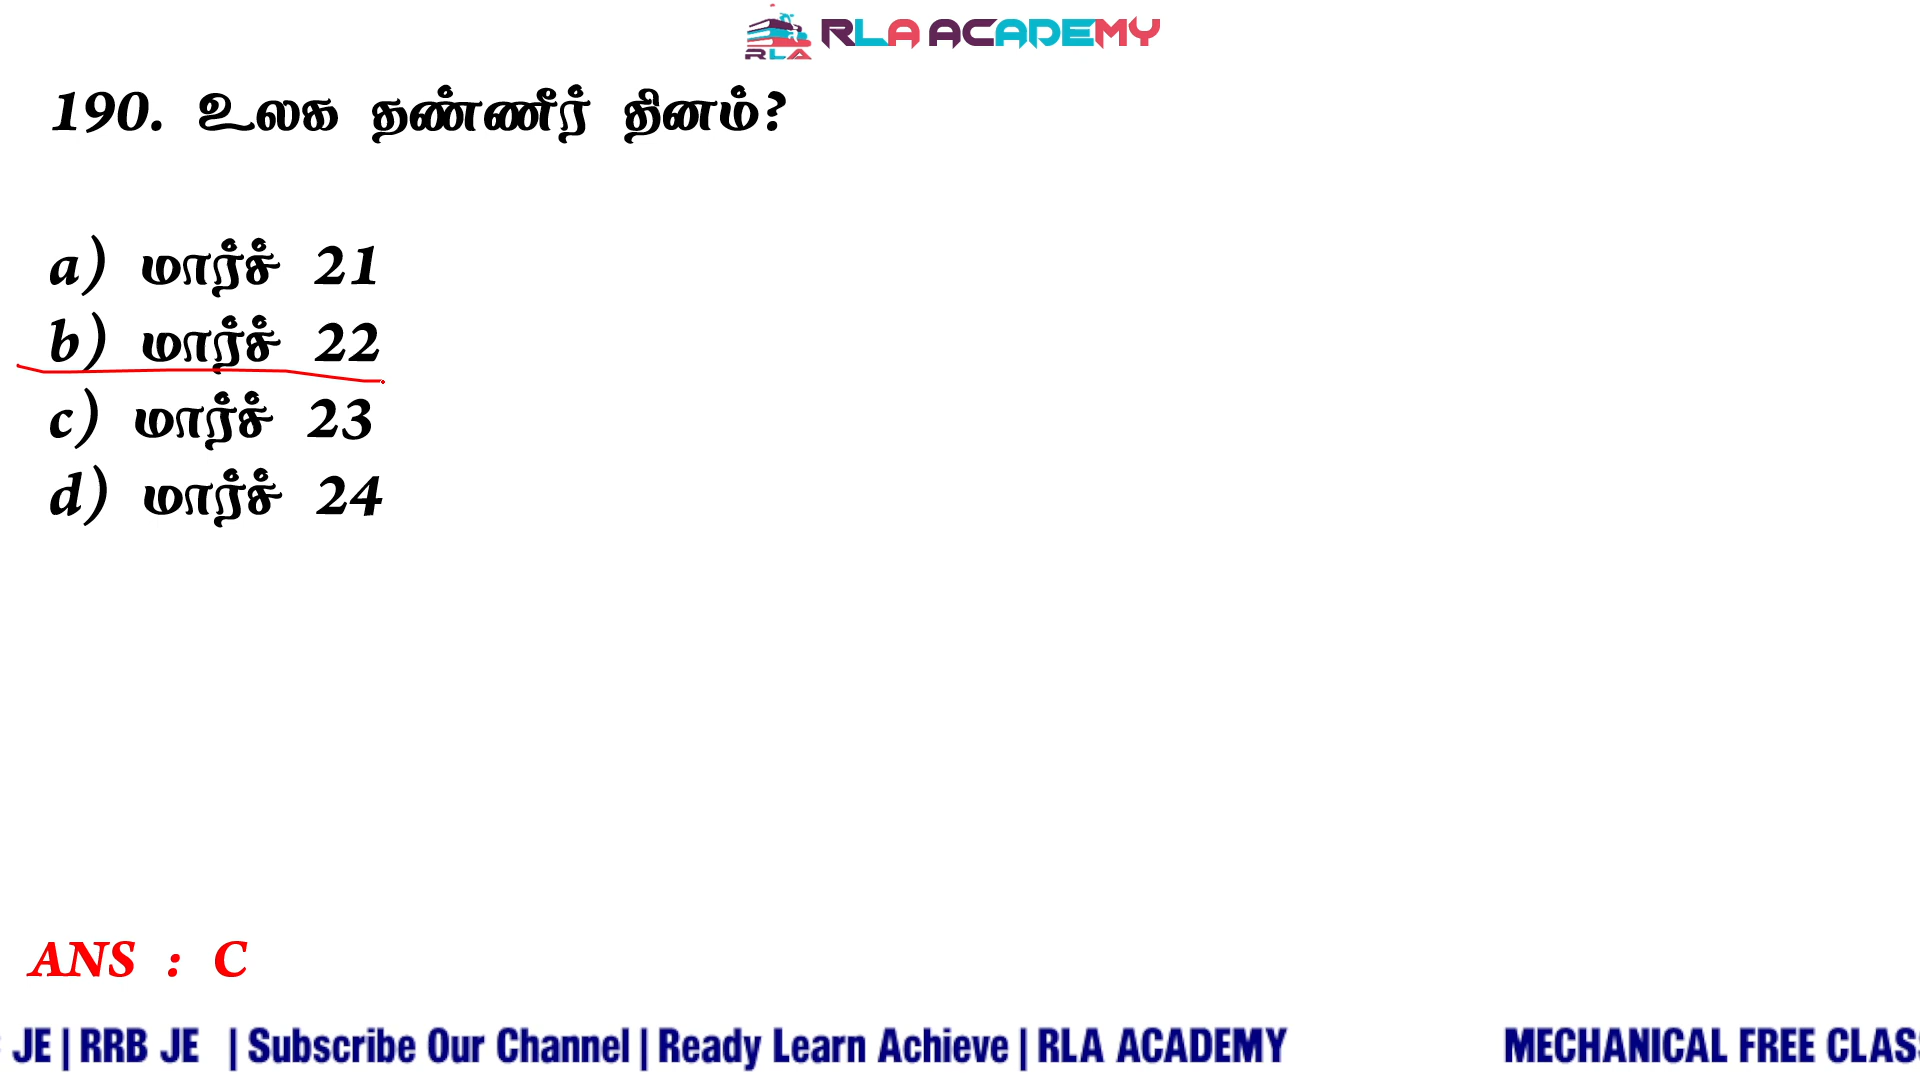 RLA ACADEMY
RLA
190. உலக தண்ணீர் தினம்?
a) மார்ச் 21
b) மார்ச் 22
c) மார்ச் 23
d) மார்ச் 24
ANS : C
JE | RRB JE | Subscribe Our Channel | Ready Learn Achieve | RLA ACADEMY MECHANICAL FREE CLAS